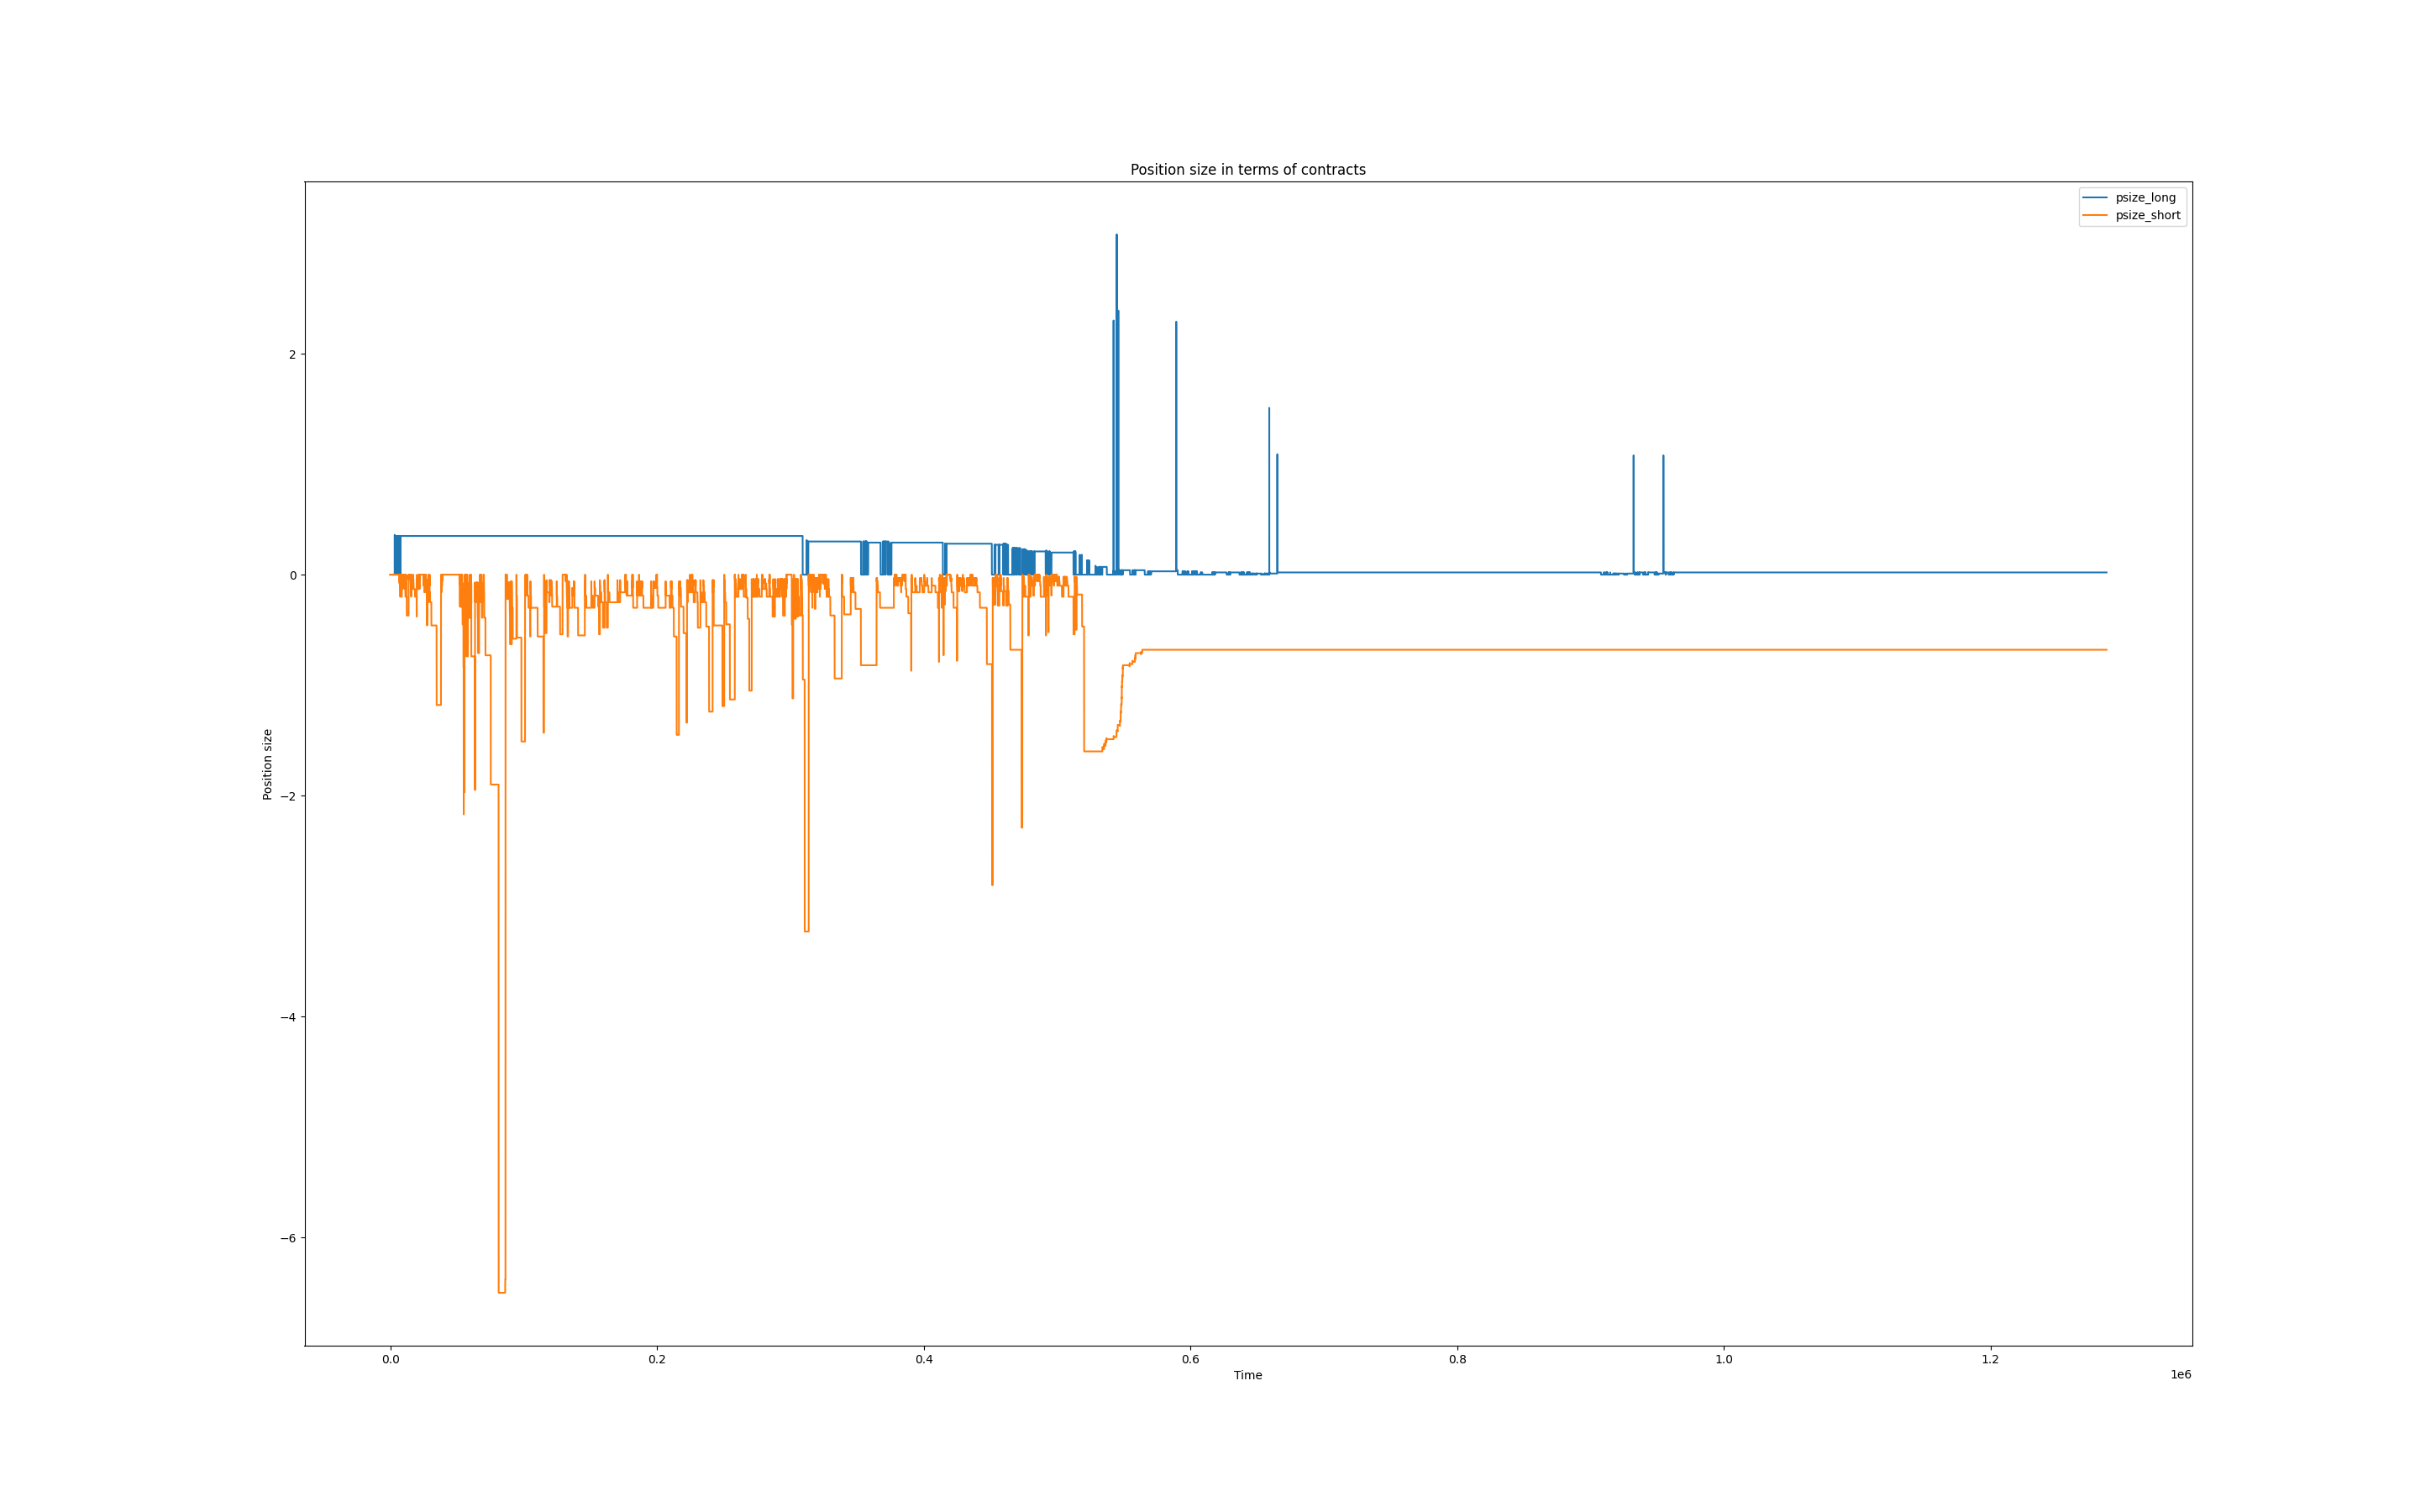 Position size in terms of contracts
psize_long
psize_short
Position size
2
0
−2
−4
−6
0.0
0.2
0.4
0.6
0.8
1.0
1.2
Time
1e6